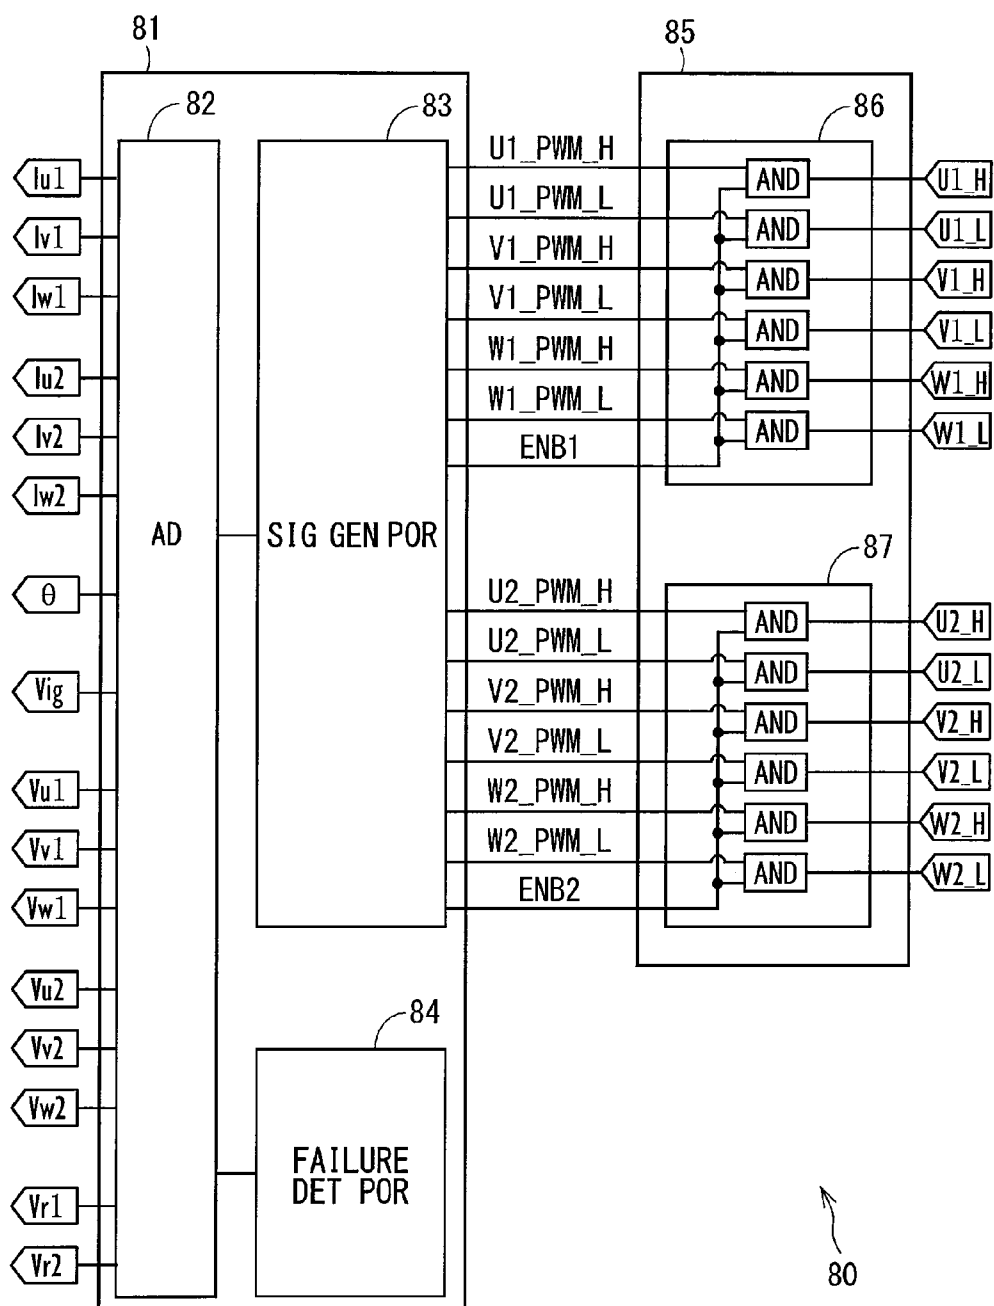 81
85
82
83
86
Iu1
Iv1
Iw1
Iu2
Iv2
Iw2
θ
Vig
Vu1
Vv1
Vw1
Vu2
Vv2
Vw2
Vr1
Vr2
AD
SIG GEN POR
84
FAILURE
DET POR
U1_PWM_H
U1_PWM_L
V1_PWM_H
V1_PWM_L
W1_PWM_H
W1_PWM_L
ENB1
AND
AND
AND
AND
AND
AND
U1_H
U1_L
V1_H
V1_L
W1_H
W1_L
87
U2_PWM_H
U2_PWM_L
V2_PWM_H
V2_PWM_L
W2_PWM_H
W2_PWM_L
ENB2
AND
AND
AND
AND
AND
AND
U2_H
U2_L
V2_H
V2_L
W2_H
W2_L
80